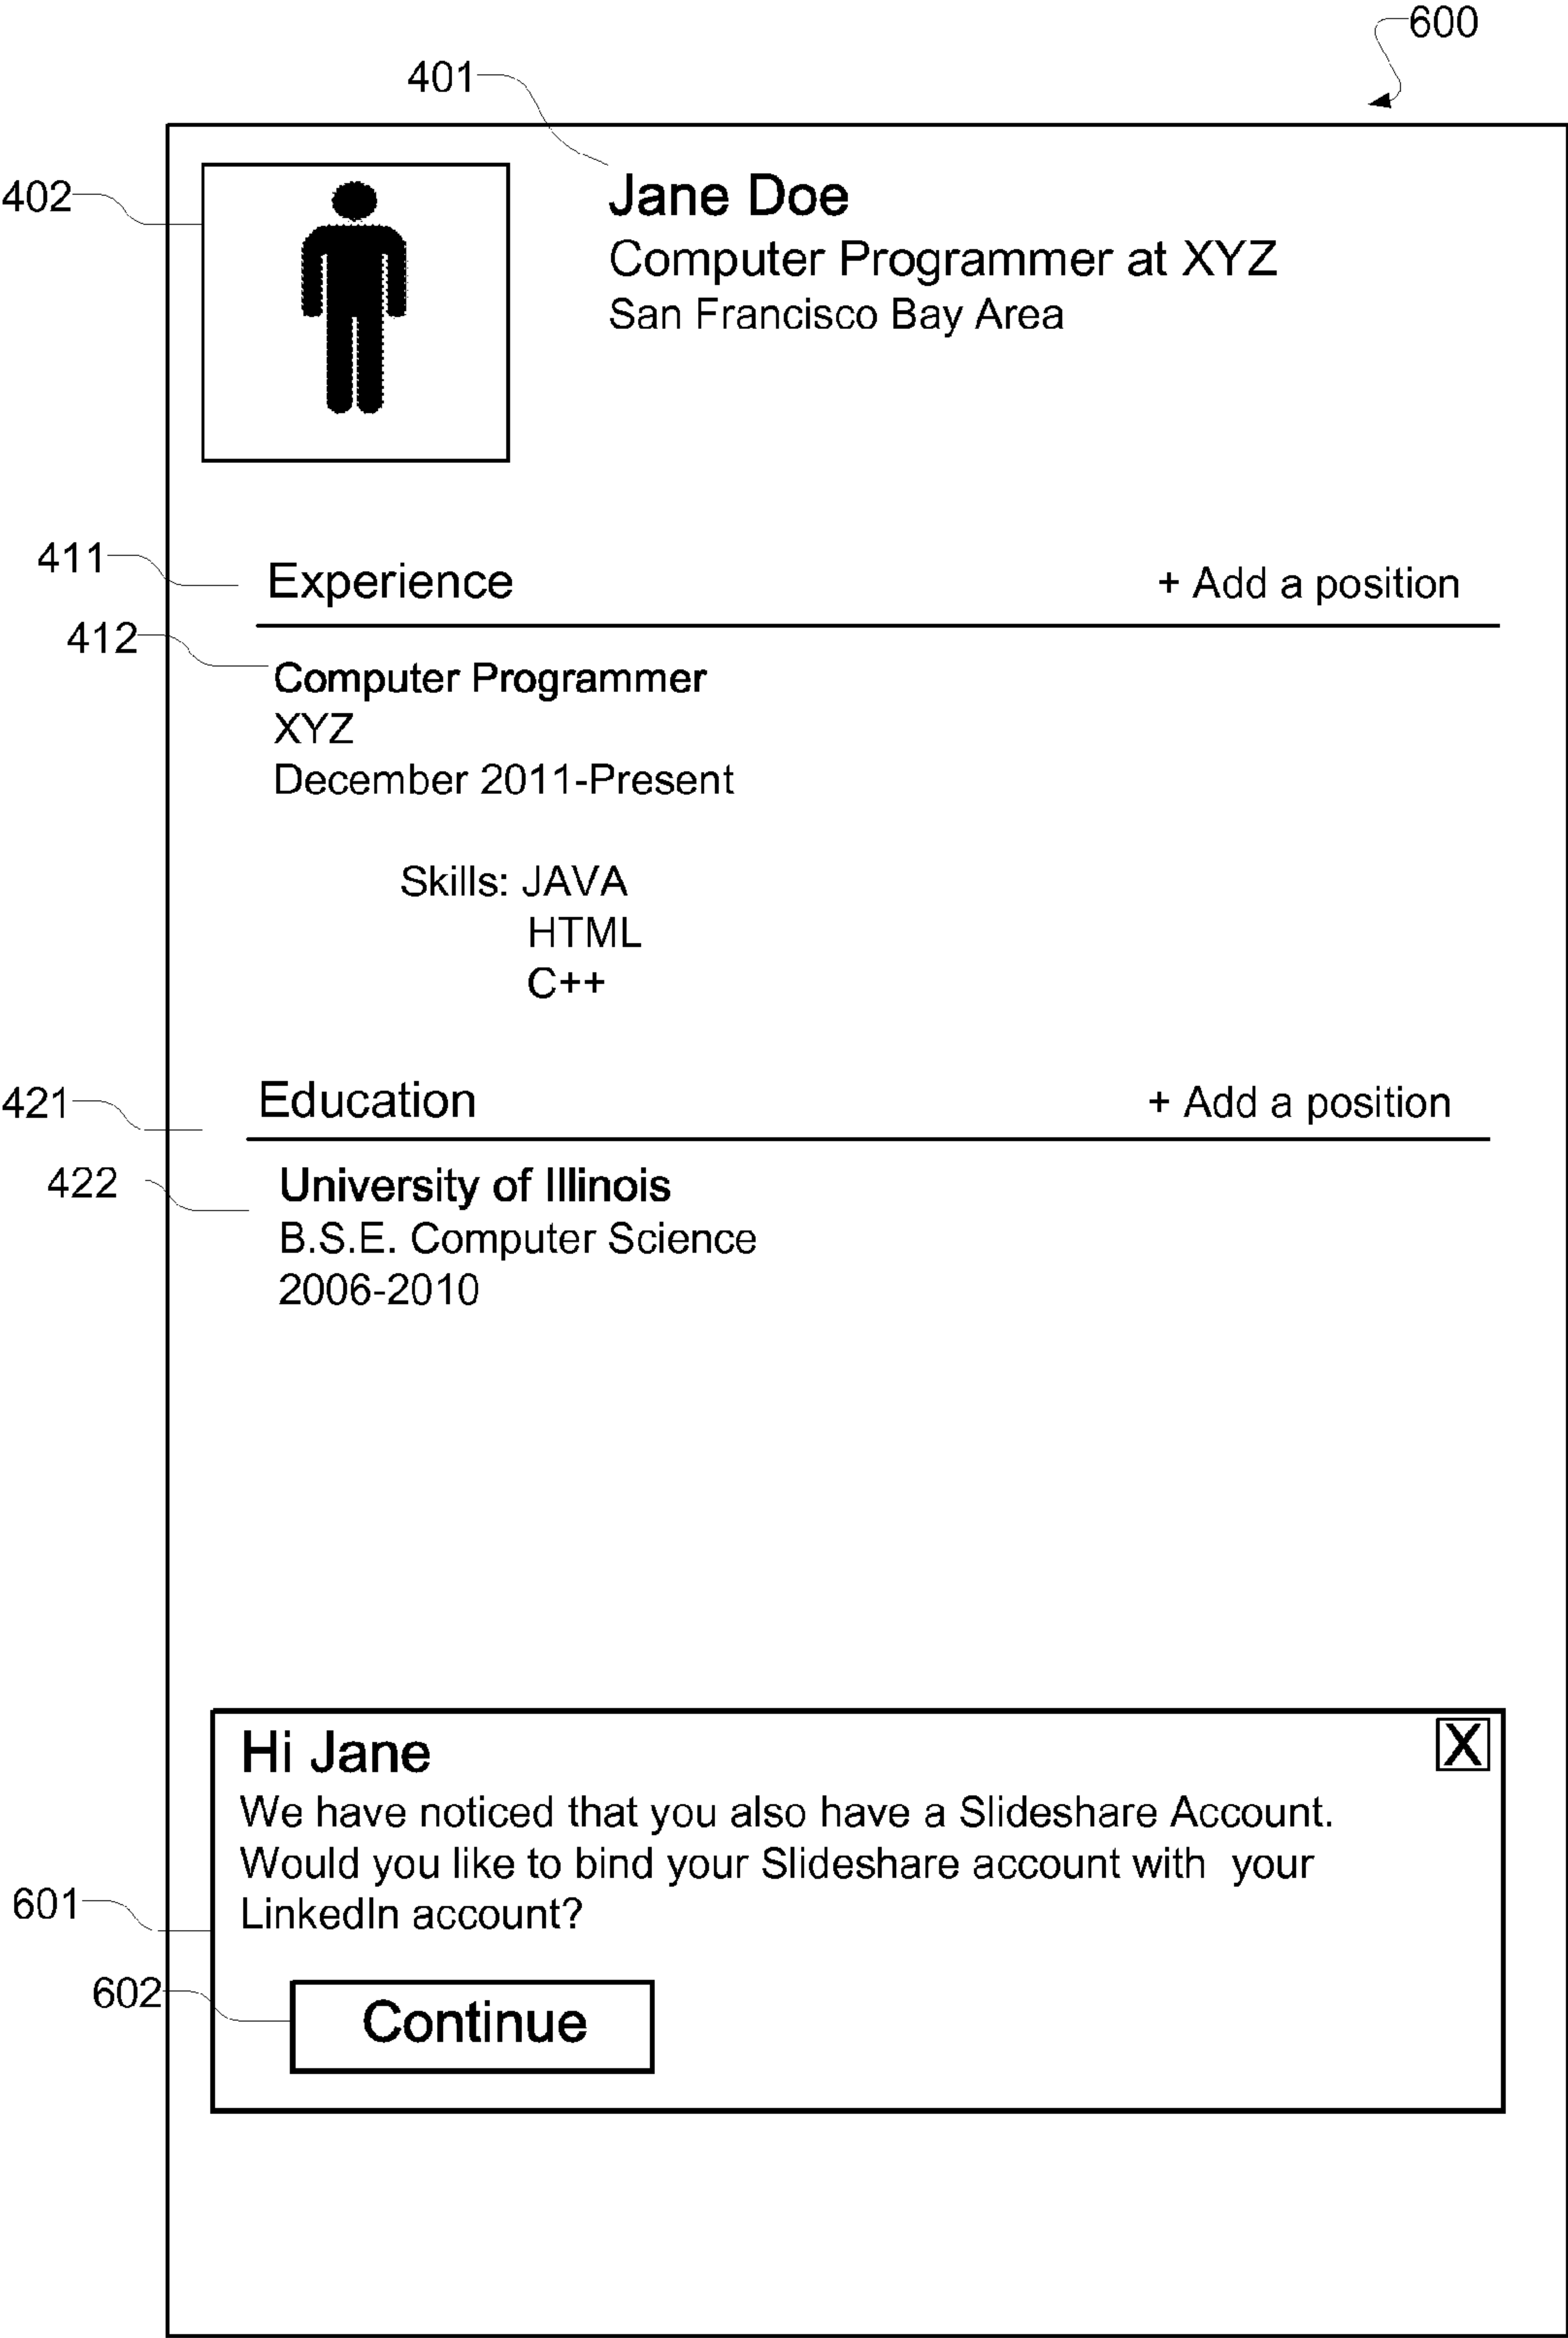 600
401
402
Jane Doe
Computer Programmer at XYZ
San Francisco Bay Area
411
Experience + Add a position
412
Computer Programmer
XYZ
December 2011-Present
Skills: JAVA
HTML
C++
421
Education + Add a position
422
University of Illinois
B.S.E. Computer Science
2006-2010
Hi Jane X
We have noticed that you also have a Slideshare Account.
Would you like to bind your Slideshare account with your
601
LinkedIn account?
602
Continue